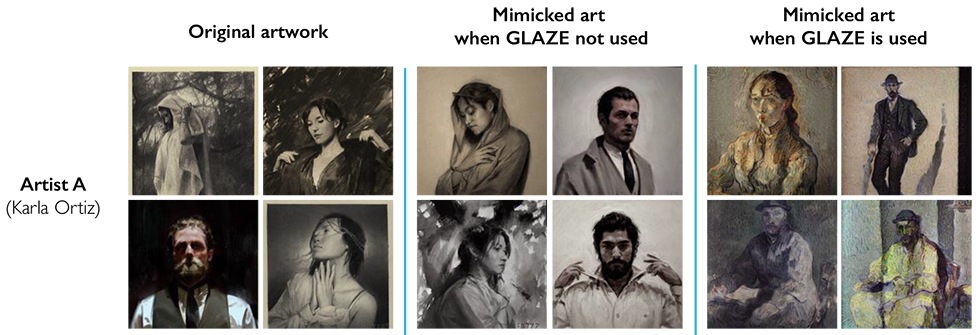 Original artwork
Mimicked art
when GLAZE not used
Mimicked art
when GLAZE is used
Artist A
(Karla Ortiz)